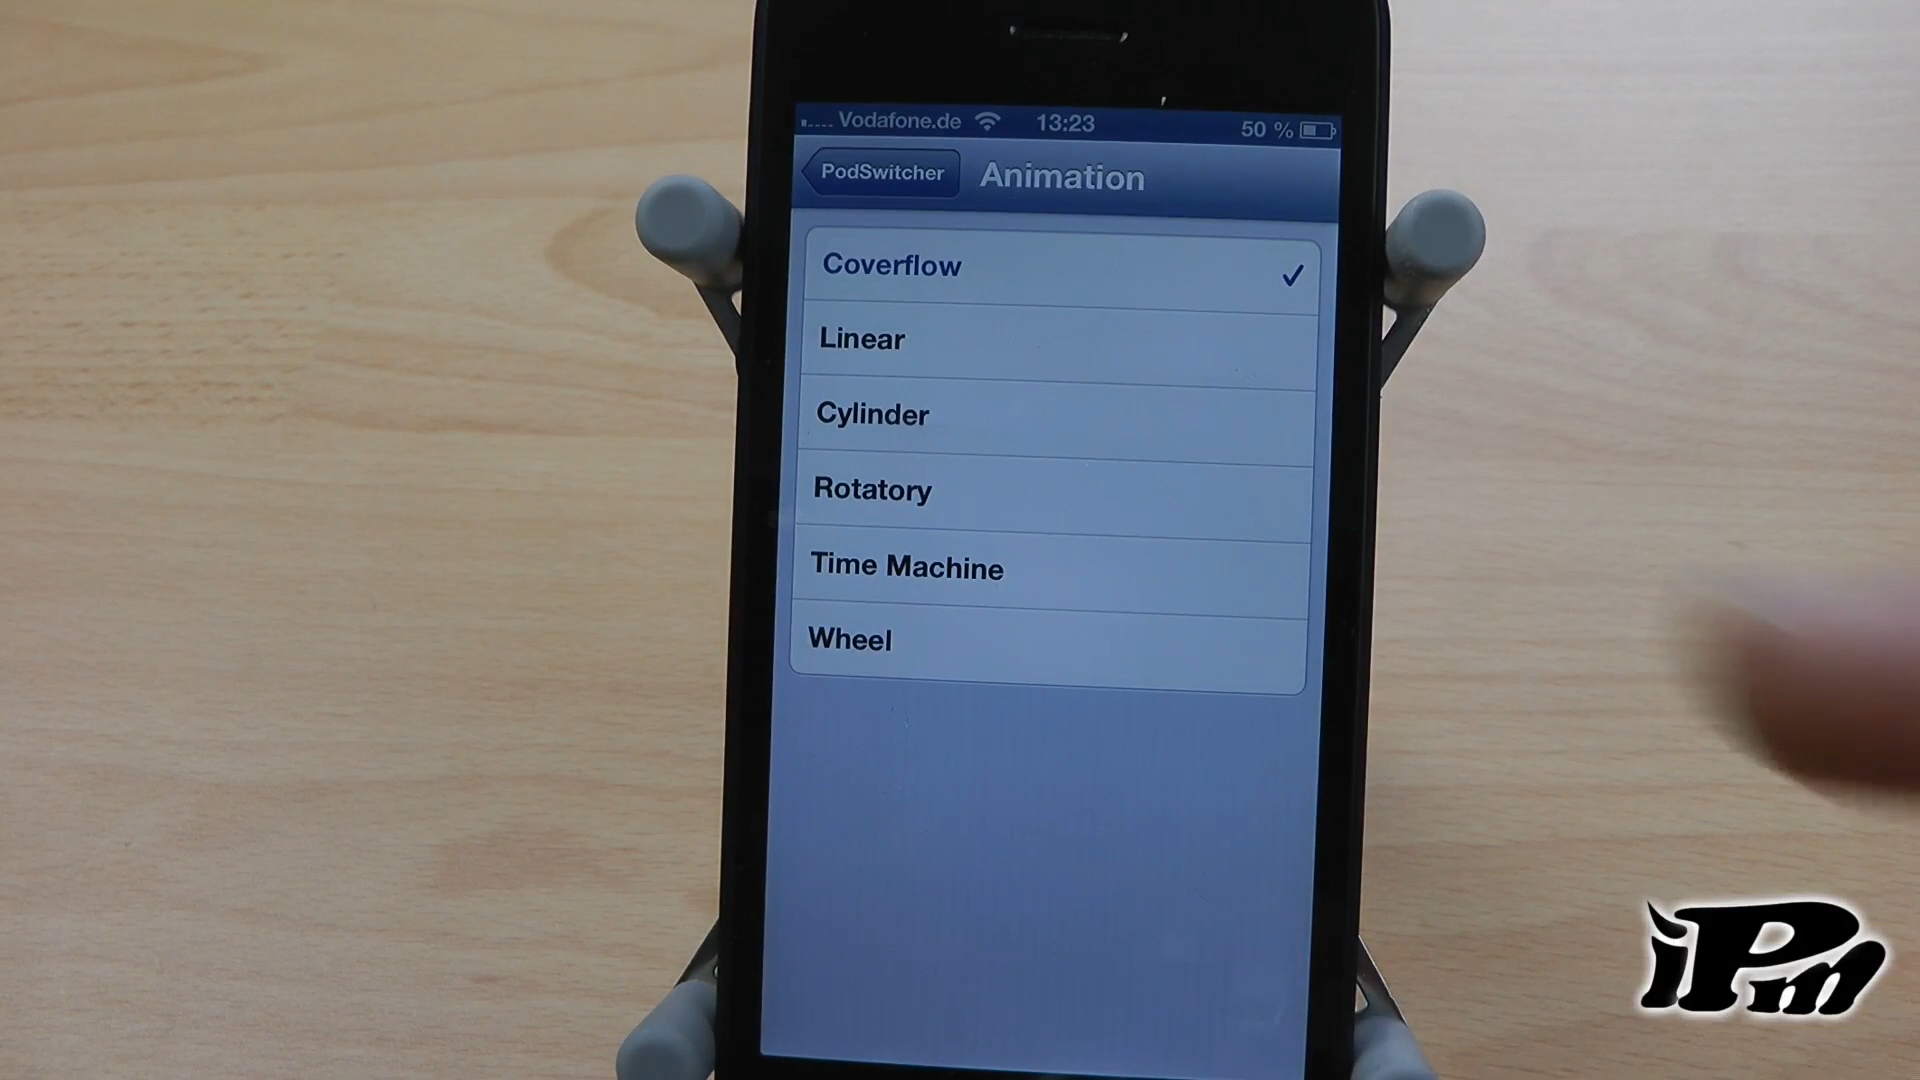 Vodafone.de 13:23 50 %
PodSwitcher Animation
Coverflow
Linear
Cylinder
Rotatory
Time Machine
Wheel
iPm